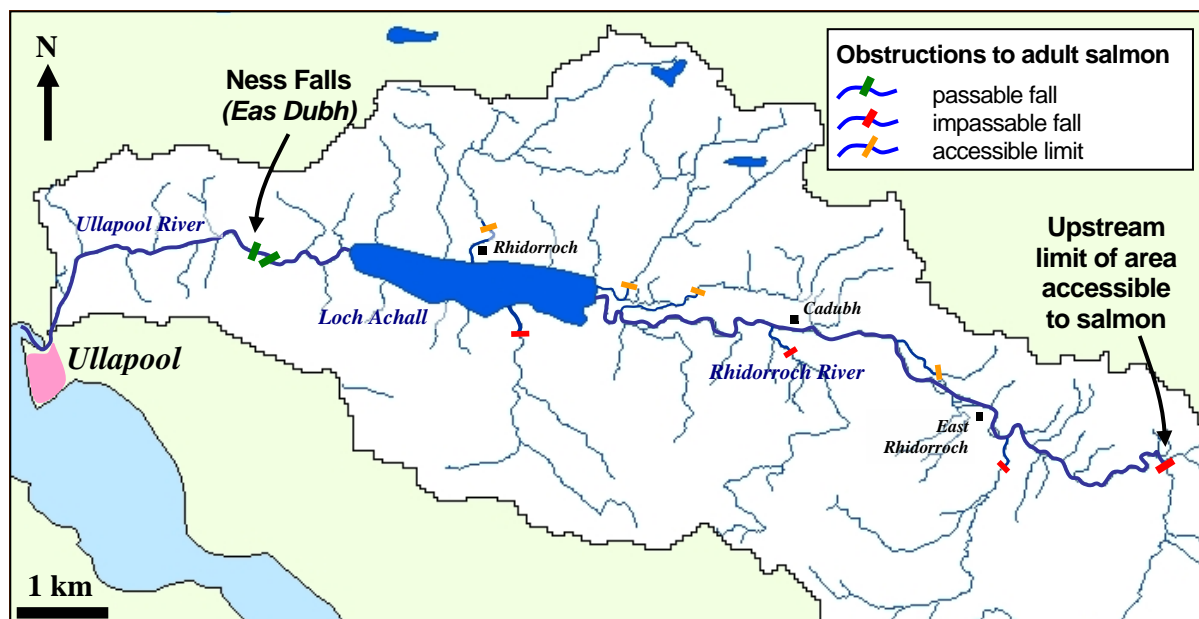 N
Ness Falls
(Eas Dubh)
Obstructions to adult salmon
passable fall
impassable fall
accessible limit
Ullapool River
Rhidorroch
Upstream
limit of area
accessible
to salmon
Loch Achall
Cadubh
Ullapool
Rhidorroch River
East
Rhidorroch
1 km